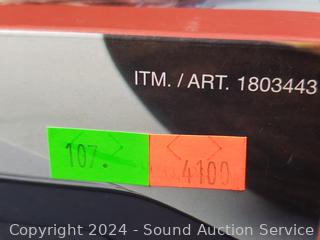 ITM. / ART. 1803443
107.
4100
Copyright 2024 - Sound Auction Service